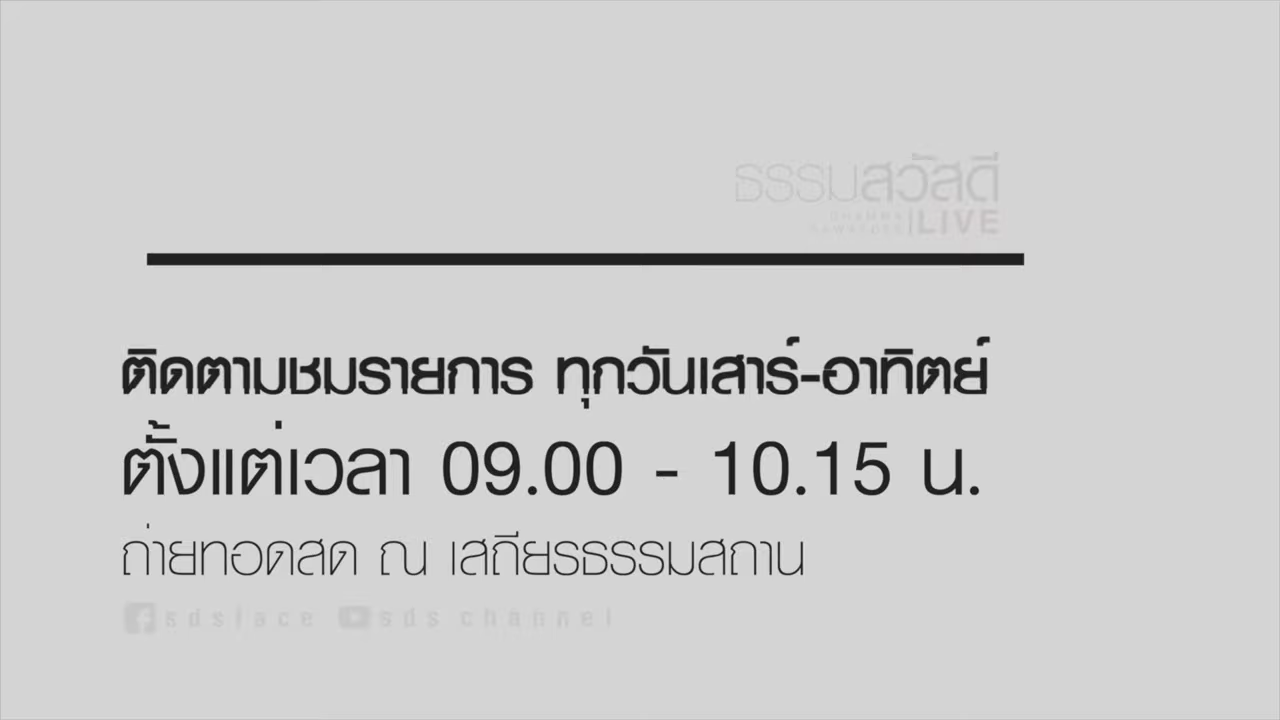 ธรรมสวัสดี
DHAMMA
SAWASDEE |LIVE
ติดตามชมรายการ ทุกวันเสาร์-อาทิตย์
ตั้งแต่เวลา 09.00 - 10.15 น.
ถ่ายทอดสด ณ เสถียรธรรมสถาน
sdsface sds channel